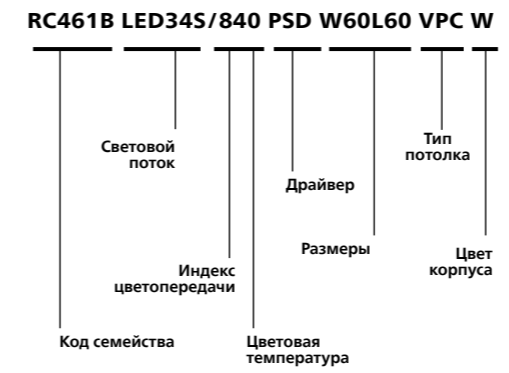 RC461B LED34S/840 PSD W60L60 VPC W
Световой
поток
Тип
потолка
Драйвер
Размеры
Цвет
корпуса
Индекс
цветопередачи
Код семейства
Цветовая
температура